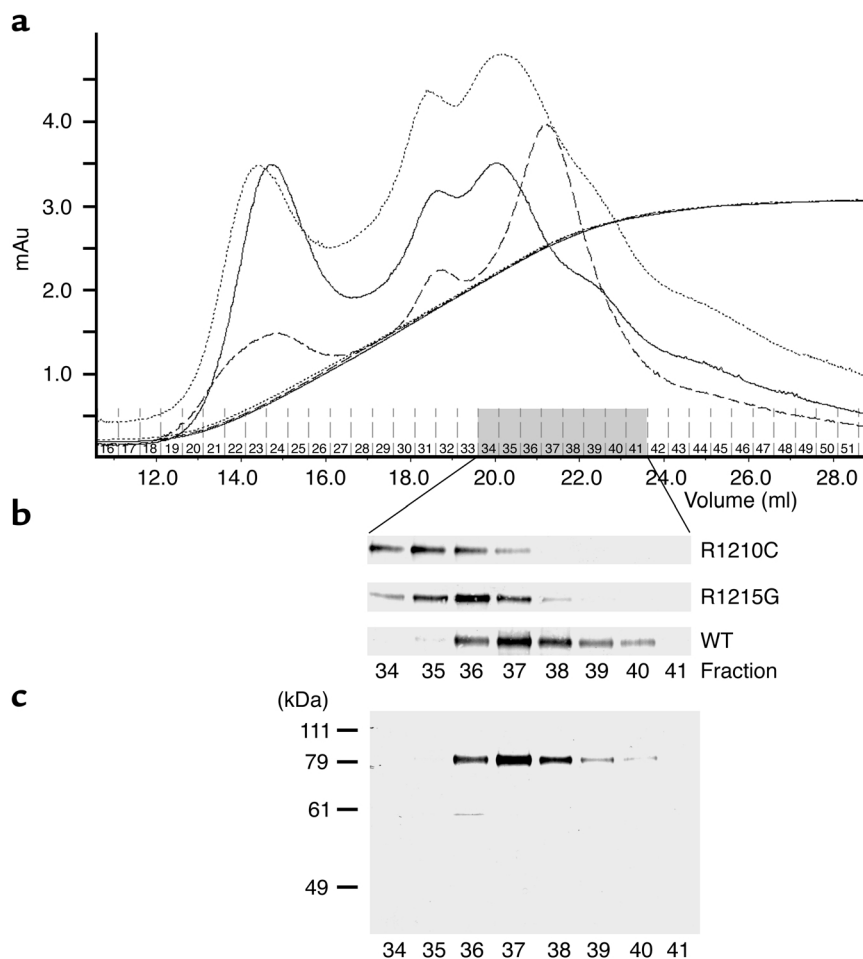 a
4.0
3.0
2.0
1.0
mAu
16 17 18 19 20 21 22 23 24 25 26 27 28 29 30 31 32 33 34 35 36 37 38 39 40 41 42 43 44 45 46 47 48 49 50 51
12.0 14.0 16.0 18.0 20.0 22.0 24.0 26.0 28.0
Volume (ml)
b
R1210C
R1215G
WT
34 35 36 37 38 39 40 41 Fraction
c
(kDa)
111
79
61
49
34 35 36 37 38 39 40 41